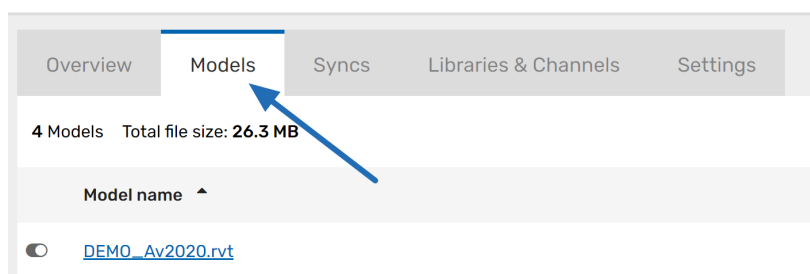 Overview Models Syncs Libraries & Channels Settings
4 Models Total file size: 26.3 MB
Model name
DEMO_Av2020.rvt